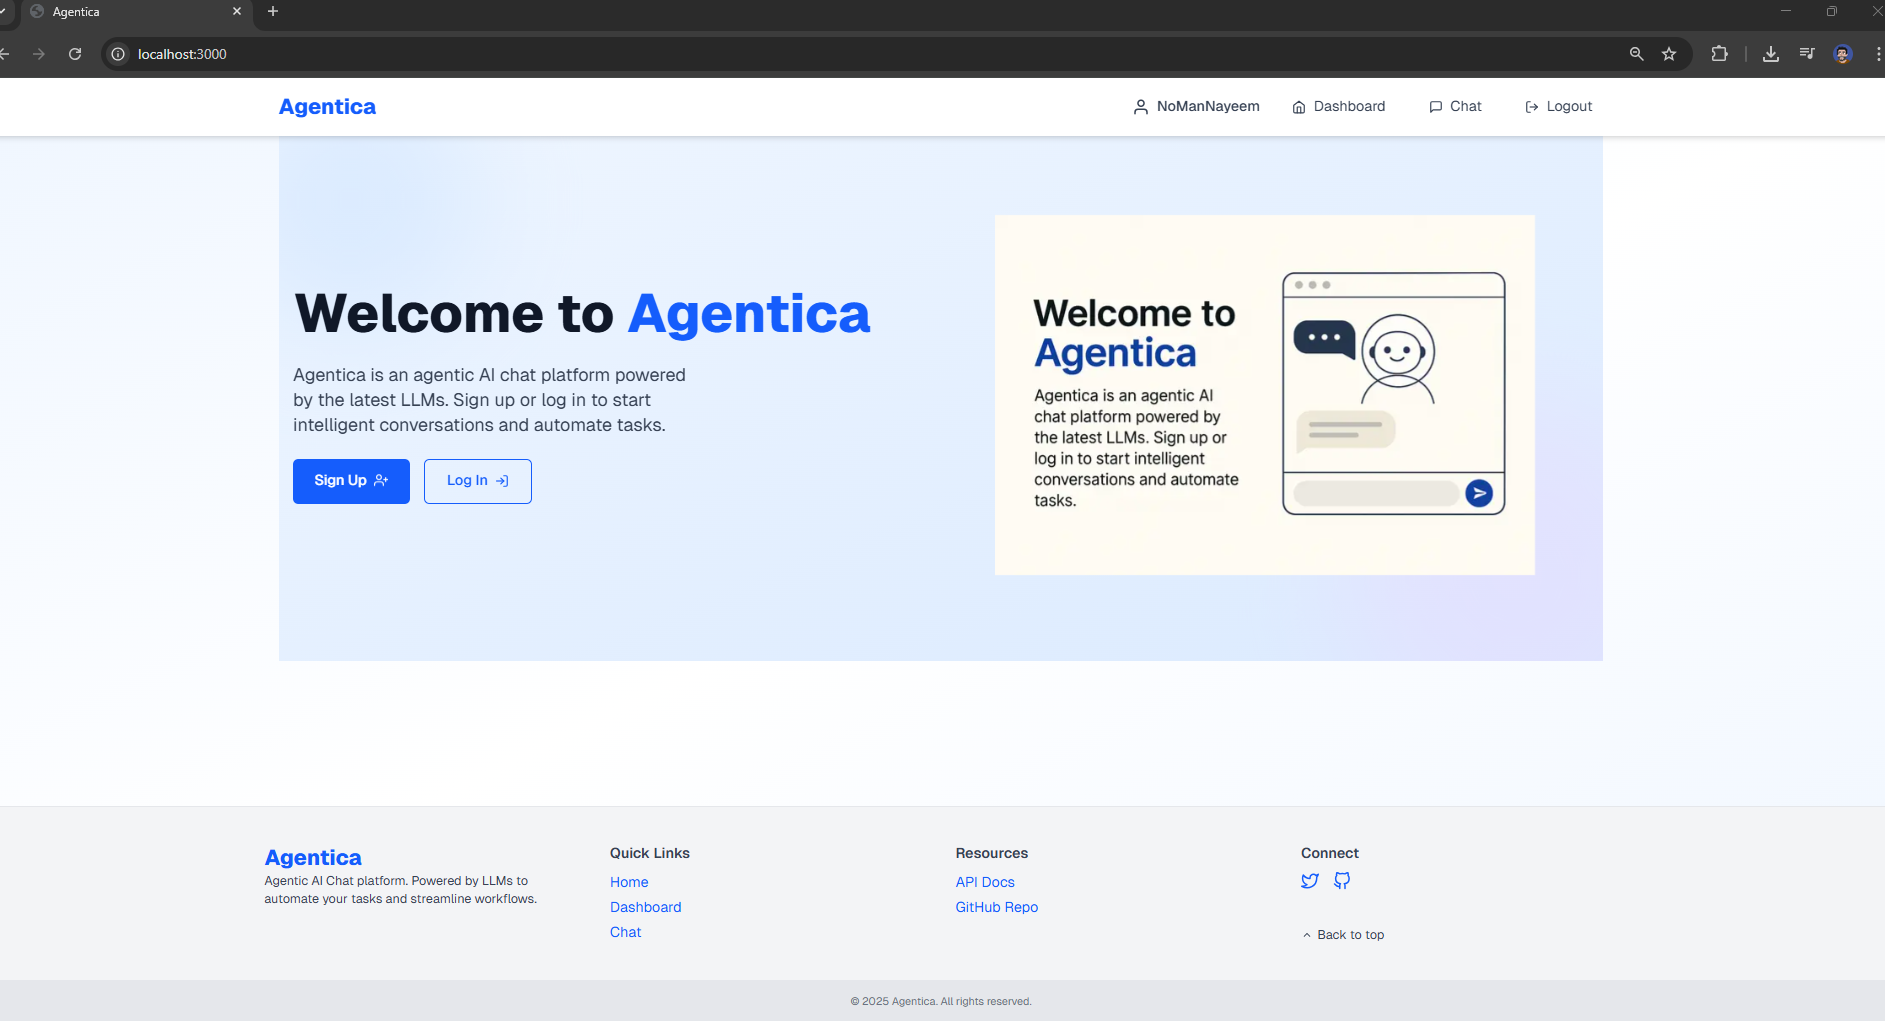 Agentica
localhost:3000
Agentica
NoManNayeem
Dashboard
Chat
Logout
Welcome to Agentica
Agentica is an agentic AI chat platform powered
by the latest LLMs. Sign up or log in to start
intelligent conversations and automate tasks.
Sign Up
Log In
Welcome to
Agentica
Agentica is an agentic AI
chat platform powered by
the latest LLMs. Sign up or
log in to start intelligent
conversations and automate
tasks.
Agentica
Agentic AI Chat platform. Powered by LLMs to
automate your tasks and streamline workflows.
Quick Links
Home
Dashboard
Chat
Resources
API Docs
GitHub Repo
Connect
Back to top
© 2025 Agentica. All rights reserved.